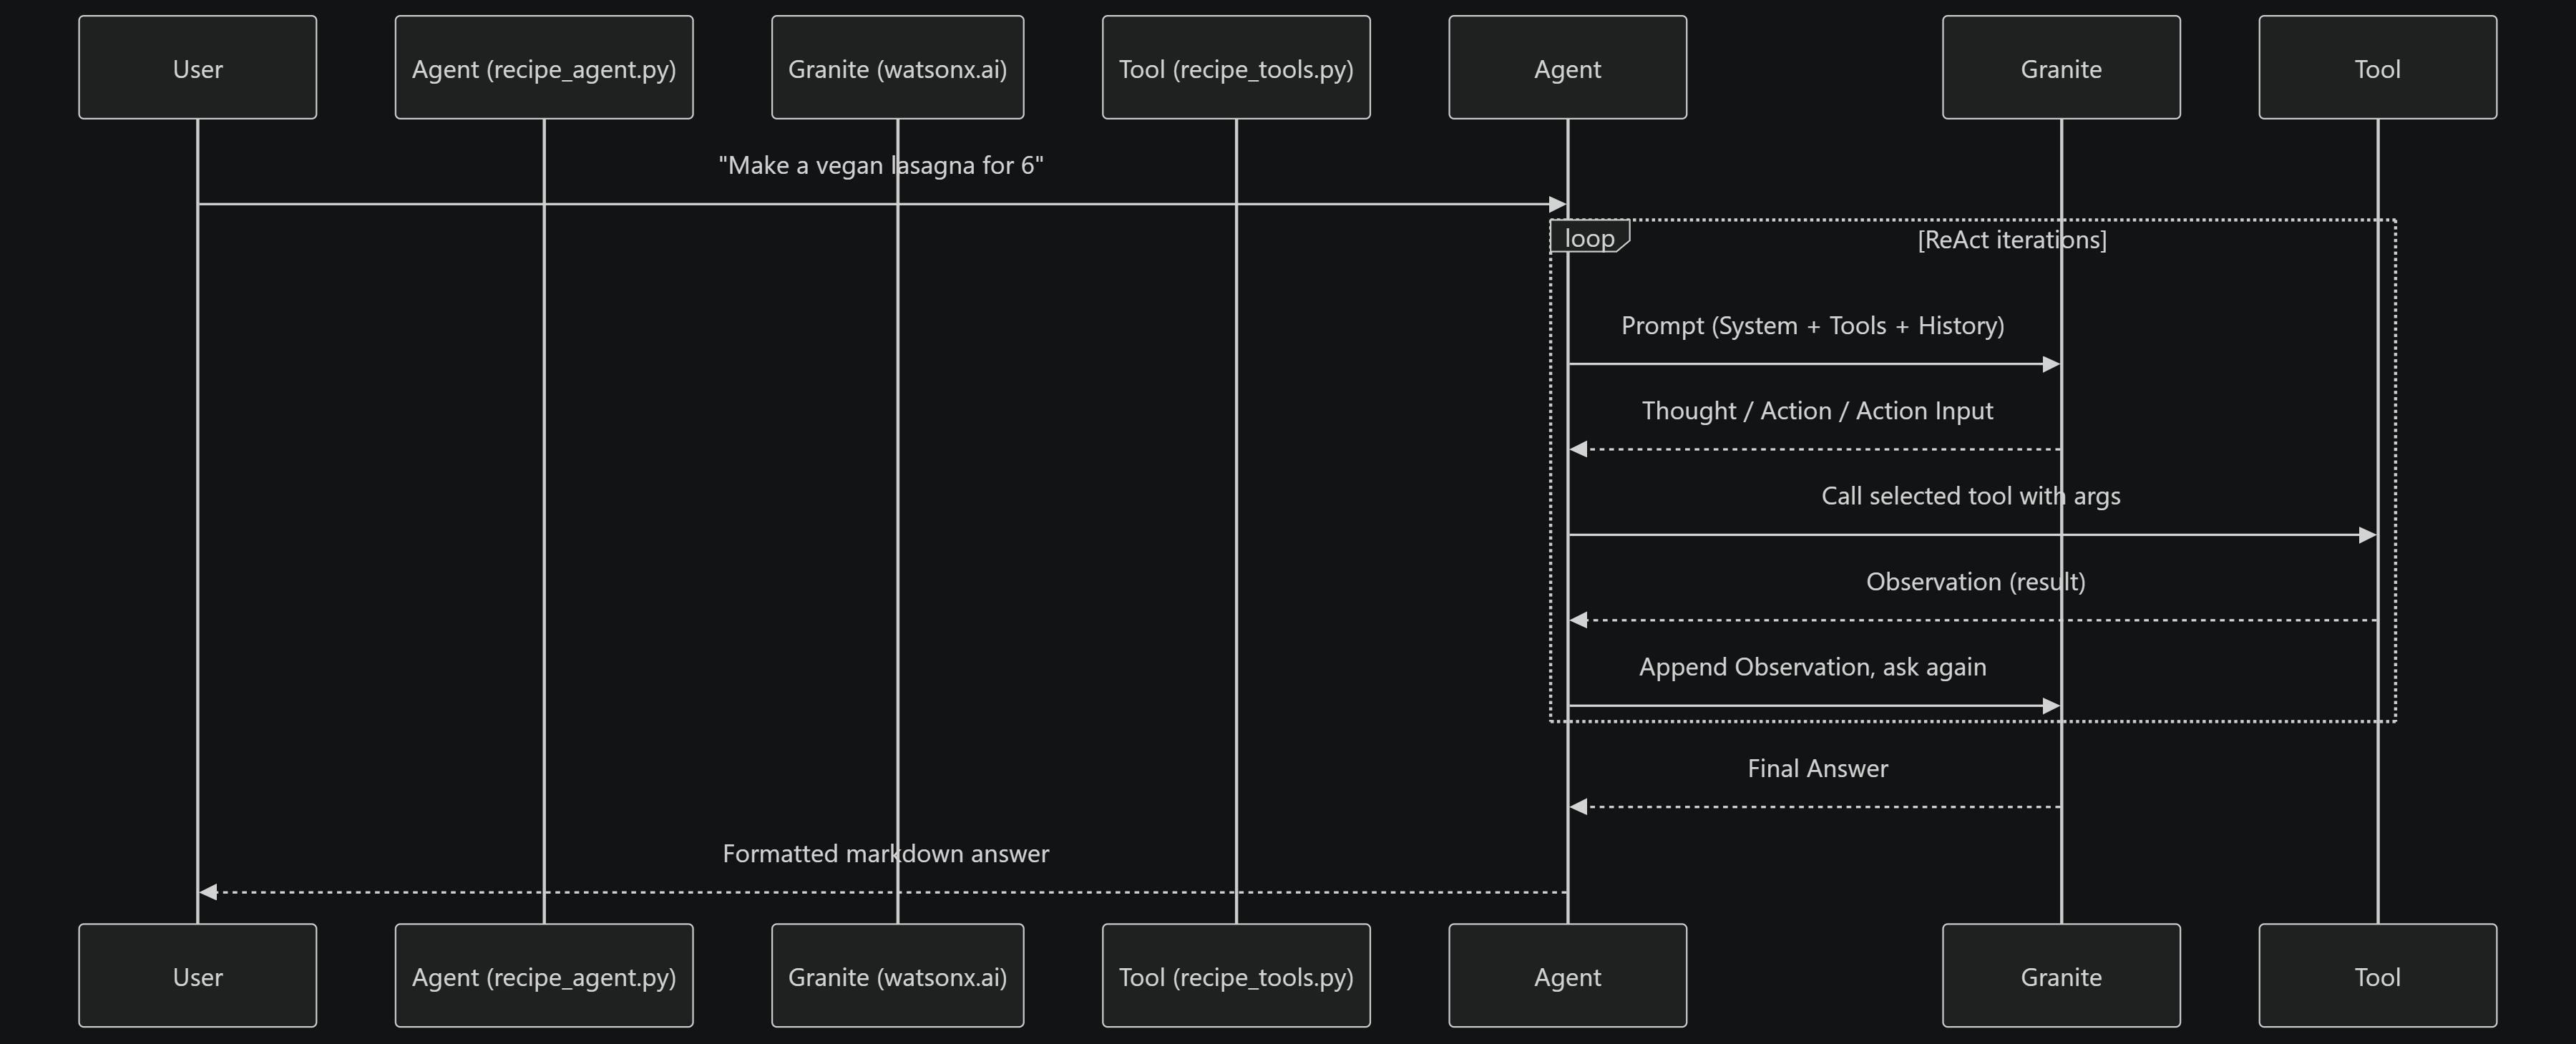 User
Agent (recipe_agent.py)
Granite (watsonx.ai)
Tool (recipe_tools.py)
Agent
Granite
Tool
"Make a vegan lasagna for 6"
loop
[ReAct iterations]
Prompt (System + Tools + History)
Thought / Action / Action Input
Call selected tool with args
Observation (result)
Append Observation, ask again
Final Answer
Formatted markdown answer
User
Agent (recipe_agent.py)
Granite (watsonx.ai)
Tool (recipe_tools.py)
Agent
Granite
Tool